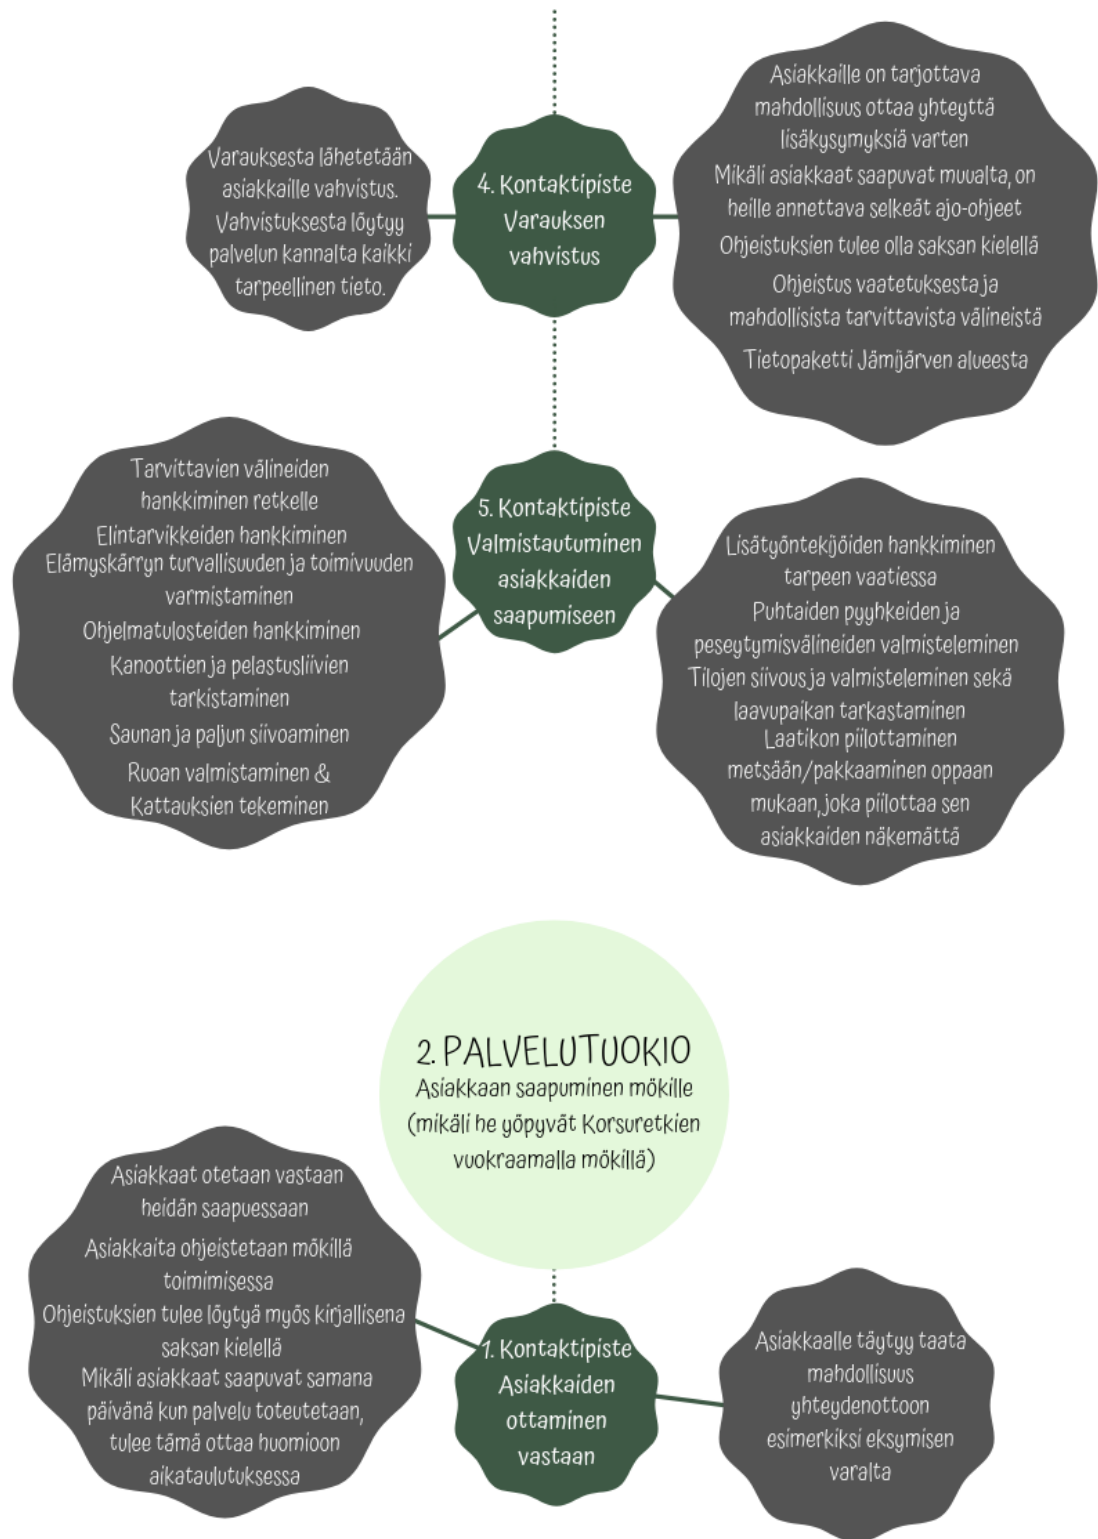 Varauksesta lähetetään
asiakkaille vahvistus.
Vahvistuksesta löytyy
palvelun kannalta kaikki
tarpeellinen tieto.
4. Kontaktipiste
Varauksen
vahvistus
Asiakkaille on tarjottava
mahdollisuus ottaa yhteyttä
lisäkysymyksiä varten
Mikäli asiakkaat saapuvat muualta, on
heille annettava selkeät ajo-ohjeet
Ohjeistuksien tulee olla saksan kielellä
Ohjeistus vaatetuksesta ja
mahdollisista tarvittavista välineistä
Tietopaketti Jämijärven alueesta
Tarvittavien välineiden
hankkiminen retkelle
Elintarvikkeiden hankkiminen
Elämyskärryn turvallisuuden ja toimivuuden
varmistaminen
Ohjelmatulosteiden hankkiminen
Kanoottien ja pelastusliivien
tarkistaminen
Saunan ja paljun siivoaminen
Ruoan valmistaminen &
Kattauksien tekeminen
5. Kontaktipiste
Valmistautuminen
asiakkaiden
saapumiseen
Lisätyöntekijöiden hankkiminen
tarpeen vaatiessa
Puhtaiden pyyhkeiden ja
peseytymisvälineiden valmisteleminen
Tilojen siivous ja valmisteleminen sekä
laavupaikan tarkastaminen
Laatikon piilottaminen
metsään/pakkaaminen oppaan
mukaan, joka piilottaa sen
asiakkaiden näkemättä
2. PALVELUTUOKIO
Asiakkaan saapuminen mökille
(mikäli he yöpyvät Korsuretkien
vuokraamalla mökillä)
Asiakkaat otetaan vastaan
heidän saapuessaan
Asiakkaita ohjeistetaan mökillä
toimimisessa
Ohjeistuksien tulee löytyä myös kirjallisena
saksan kielellä
Mikäli asiakkaat saapuvat samana
päivänä kun palvelu toteutetaan,
tulee tämä ottaa huomioon
aikataulutuksessa
1. Kontaktipiste
Asiakkaiden
ottaminen
vastaan
Asiakkaalle täytyy taata
mahdollisuus
yhteydenottoon
esimerkiksi eksymisen
varalta